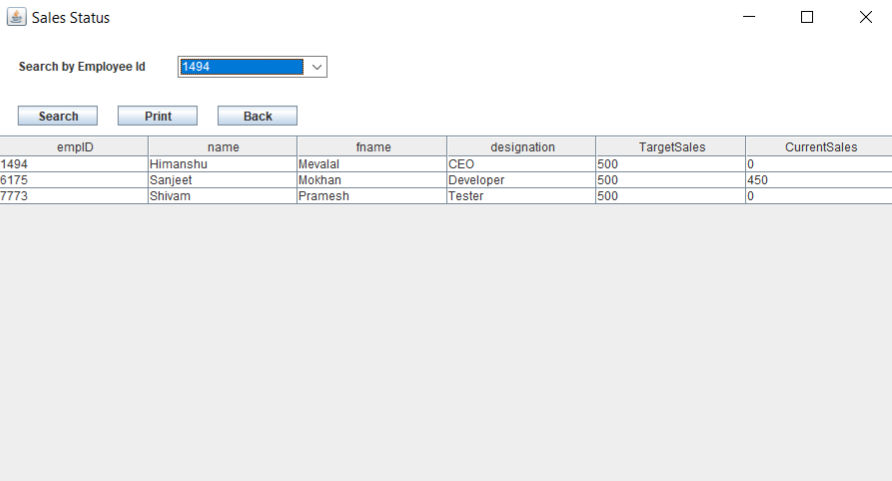 Sales Status
Search by Employee Id 1494
Search Print Back
empID name fname designation TargetSales CurrentSales
1494 Himanshu Mevalal CEO 500 0
6175 Sanjeet Mokhan Developer 500 450
7773 Shivam Pramesh Tester 500 0